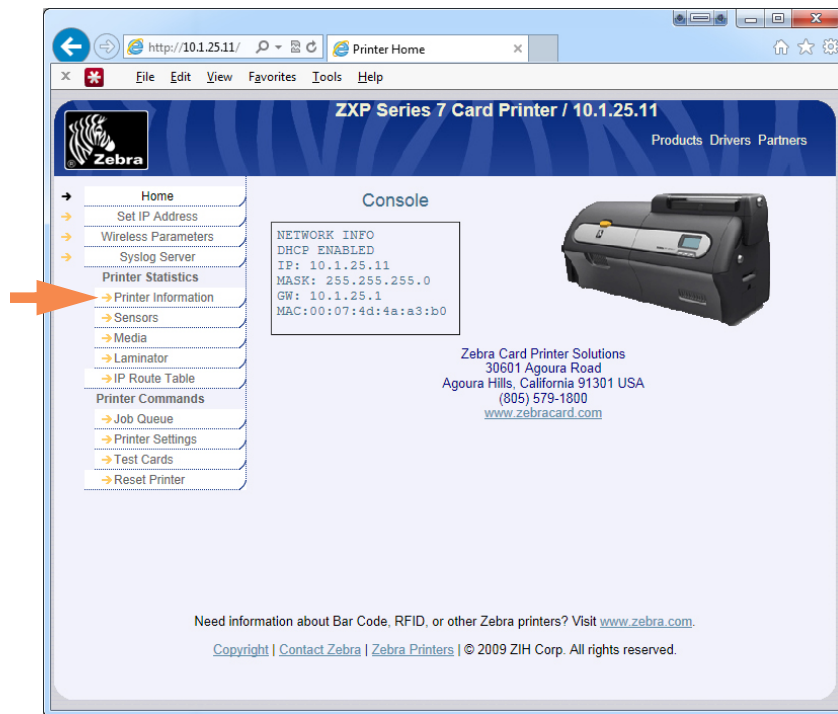 http://10.1.25.11/
Printer Home
File Edit View Favorites Tools Help
ZXP Series 7 Card Printer / 10.1.25.11
Products Drivers Partners
Zebra
Home
Set IP Address
Wireless Parameters
Syslog Server
Printer Statistics
Printer Information
Sensors
Media
Laminator
IP Route Table
Printer Commands
Job Queue
Printer Settings
Test Cards
Reset Printer
Console
NETWORK INFO
DHCP ENABLED
IP: 10.1.25.11
MASK: 255.255.255.0
GW: 10.1.25.1
MAC:00:07:4d:4a:a3:b0
Zebra Card Printer Solutions
30601 Agoura Road
Agoura Hills, California 91301 USA
(805) 579-1800
www.zebracard.com
Need information about Bar Code, RFID, or other Zebra printers? Visit www.zebra.com.
Copyright | Contact Zebra | Zebra Printers | © 2009 ZIH Corp. All rights reserved.